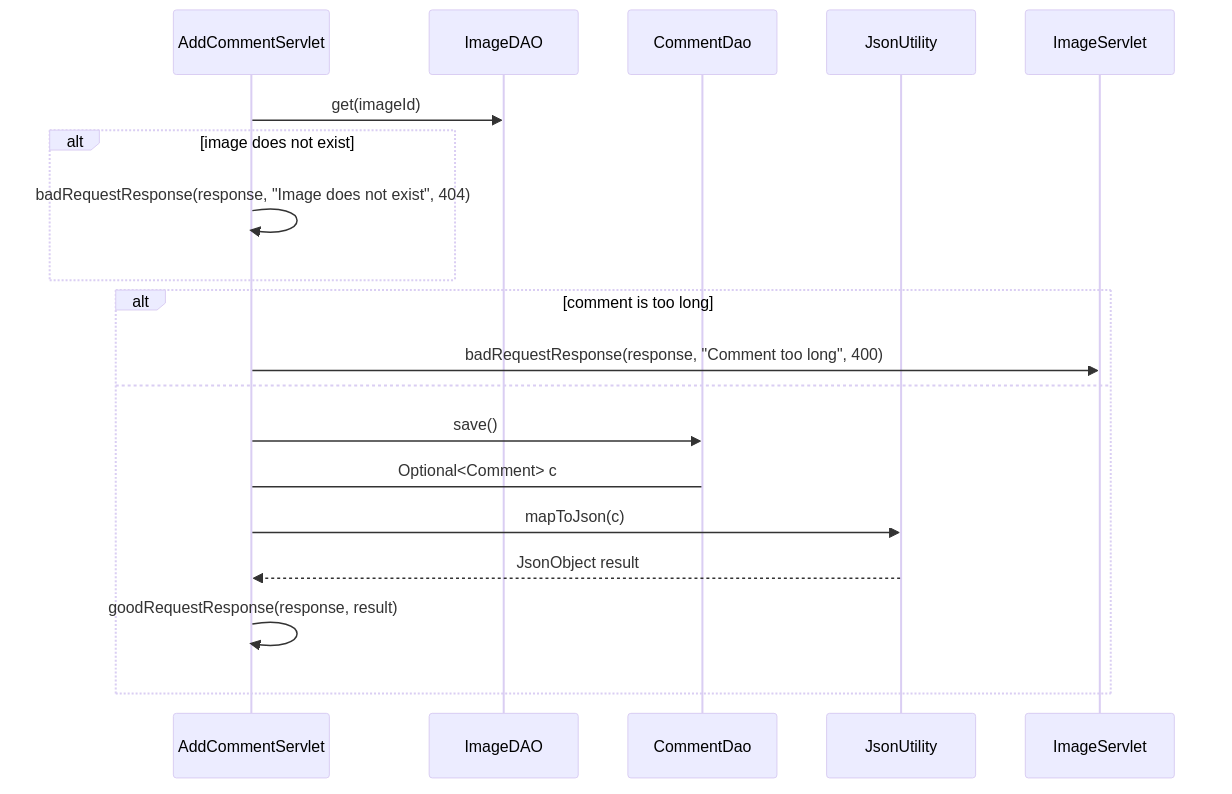 AddCommentServlet
ImageDAO
CommentDao
JsonUtility
ImageServlet
get(imageId)
alt
[image does not exist]
badRequestResponse(response, "Image does not exist", 404)
alt
[comment is too long]
badRequestResponse(response, "Comment too long", 400)
save()
Optional<Comment> c
mapToJson(c)
JsonObject result
goodRequestResponse(response, result)
AddCommentServlet
ImageDAO
CommentDao
JsonUtility
ImageServlet